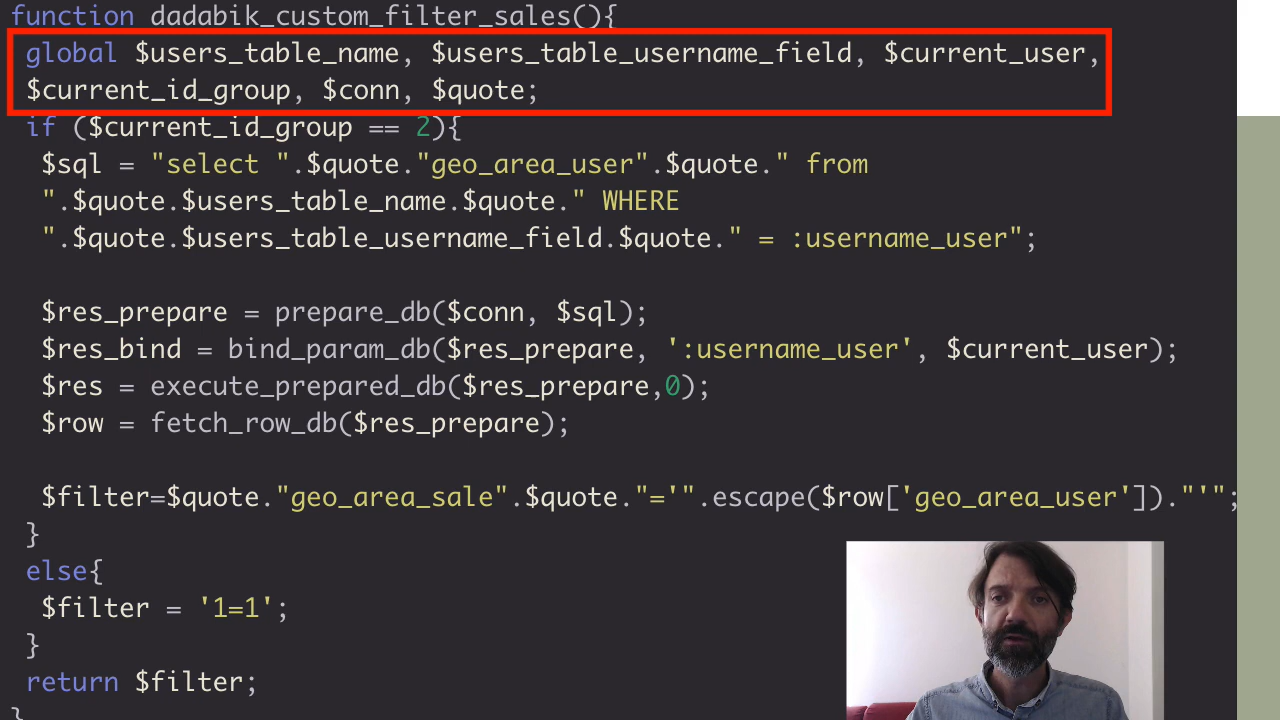 function dadabik_custom_filter_sales(){
global $users_table_name, $users_table_username_field, $current_user,
$current_id_group, $conn, $quote;
if ($current_id_group == 2){
$sql = "select ".$quote."geo_area_user".$quote." from
".$quote.$users_table_name.$quote." WHERE
".$quote.$users_table_username_field.$quote." = :username_user";
$res_prepare = prepare_db($conn, $sql);
$res_bind = bind_param_db($res_prepare, ':username_user', $current_user);
$res = execute_prepared_db($res_prepare,0);
$row = fetch_row_db($res_prepare);
$filter=$quote."geo_area_sale".$quote."='".escape($row['geo_area_user'])."'";
}
else{
$filter = '1=1';
}
return $filter;
}